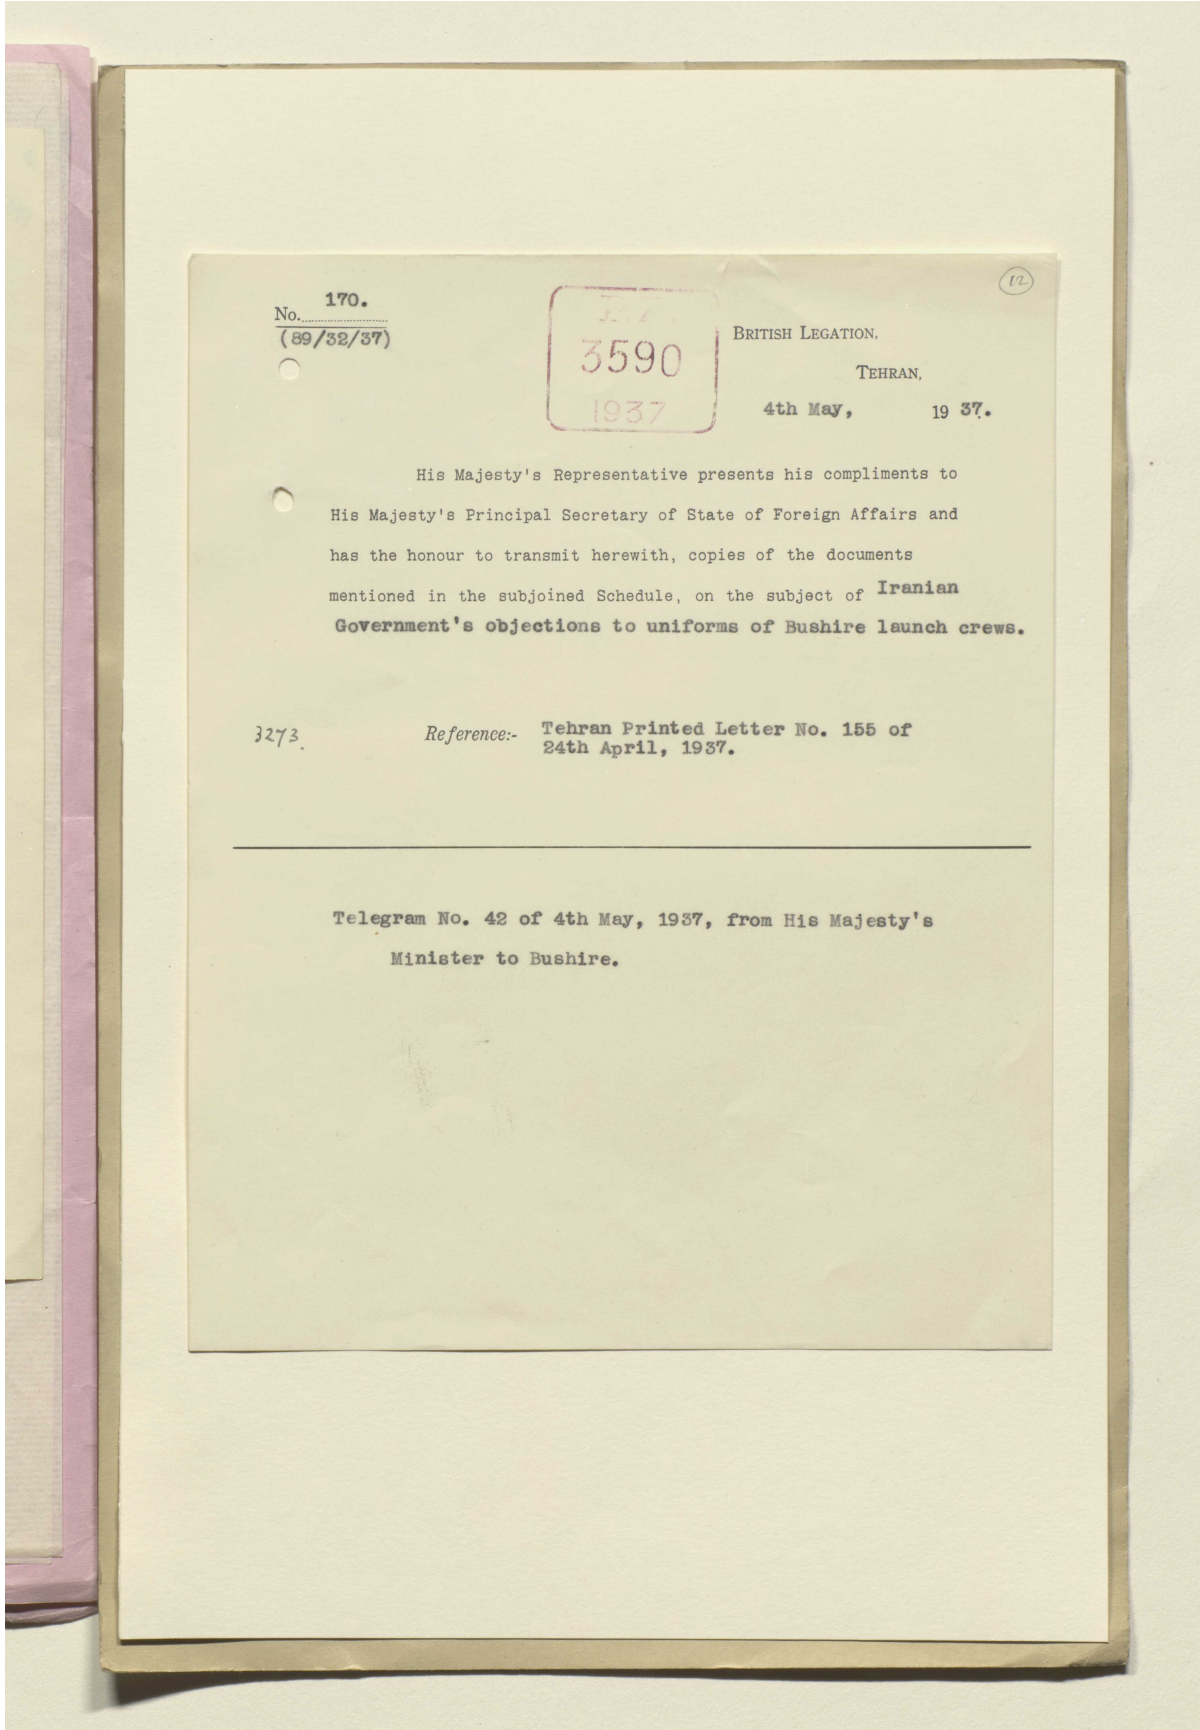 12
170.
No.
(89/32/37)
3590
1937
BRITISH LEGATION,
TEHRAN,
4th May, 1937.
His Majesty's Representative presents his compliments to
His Majesty's Principal Secretary of State of Foreign Affairs and
has the honour to transmit herewith, copies of the documents
mentioned in the subjoined Schedule, on the subject of Iranian
Government's objections to uniforms of Bushire launch crews.
3273.
Reference:- Tehran Printed Letter No. 155 of
24th April, 1937.
Telegram No. 42 of 4th May, 1937, from His Majesty's
Minister to Bushire.